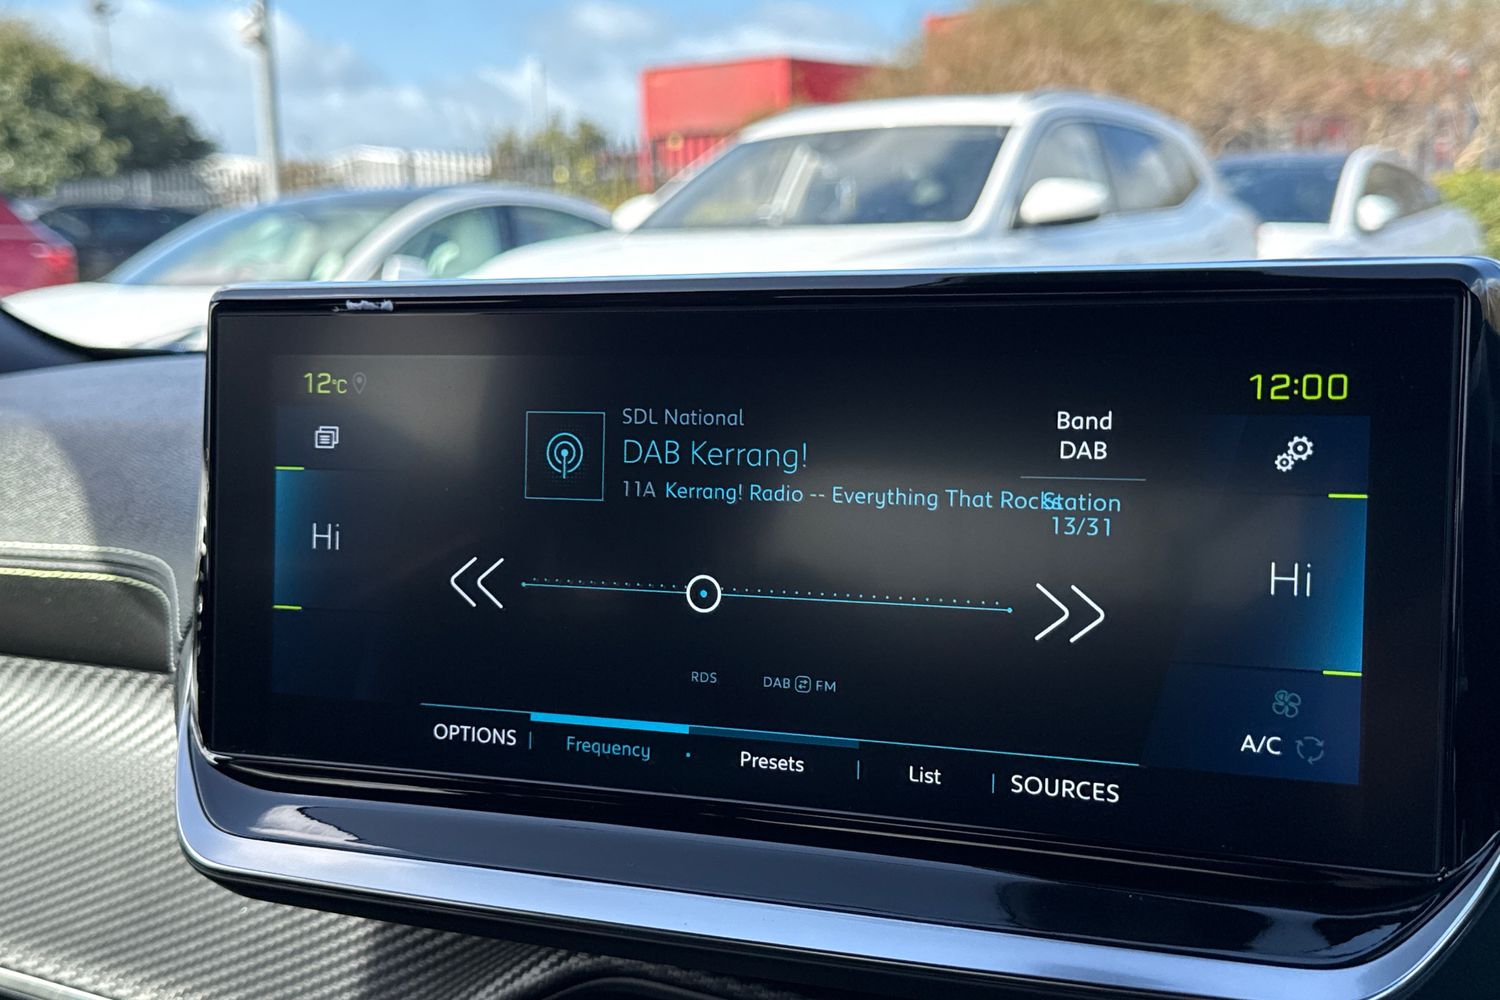 12°C
12:00
SDL National
DAB Kerrang!
11A Kerrang! Radio -- Everything That Rocks
Band
DAB
Station
13/31
Hi
Hi
RDS
DAB FM
A/C
OPTIONS | Frequency Presets | List | SOURCES